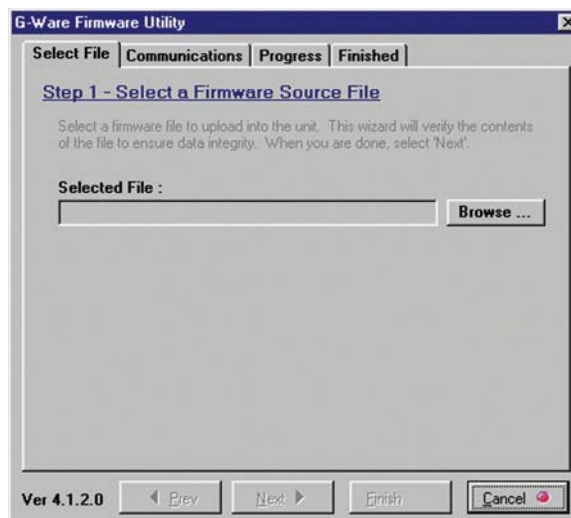 G-Ware Firmware Utility
Select File Communications Progress Finished
Step 1 - Select a Firmware Source File
Select a firmware file to upload into the unit. This wizard will verify the contents
of the file to ensure data integrity. When you are done, select 'Next'.
Selected File :
Browse ...
Ver 4.1.2.0 Prev Next Finish Cancel